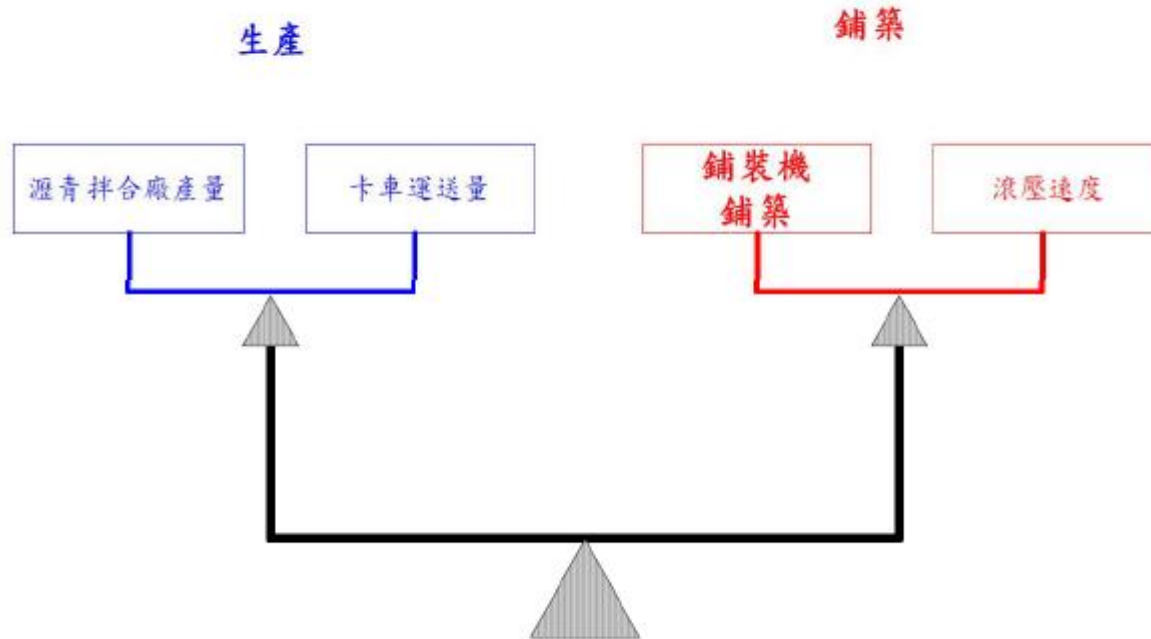 生產
鋪築
瀝青拌合廠產量
卡車運送量
鋪裝機
鋪築
滾壓速度